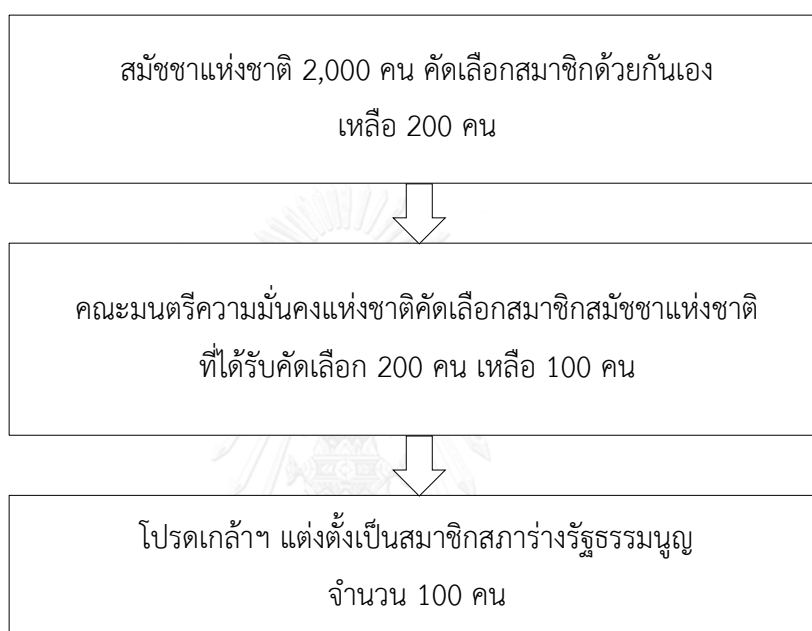 สมัชชาแห่งชาติ 2,000 คน คัดเลือกสมาชิกด้วยกันเอง
เหลือ 200 คน
คณะมนตรีความมั่นคงแห่งชาติคัดเลือกสมาชิกสมัชชาแห่งชาติ
ที่ได้รับคัดเลือก 200 คน เหลือ 100 คน
โปรดเกล้าฯ แต่งตั้งเป็นสมาชิกสภาร่างรัฐธรรมนูญ
จำนวน 100 คน